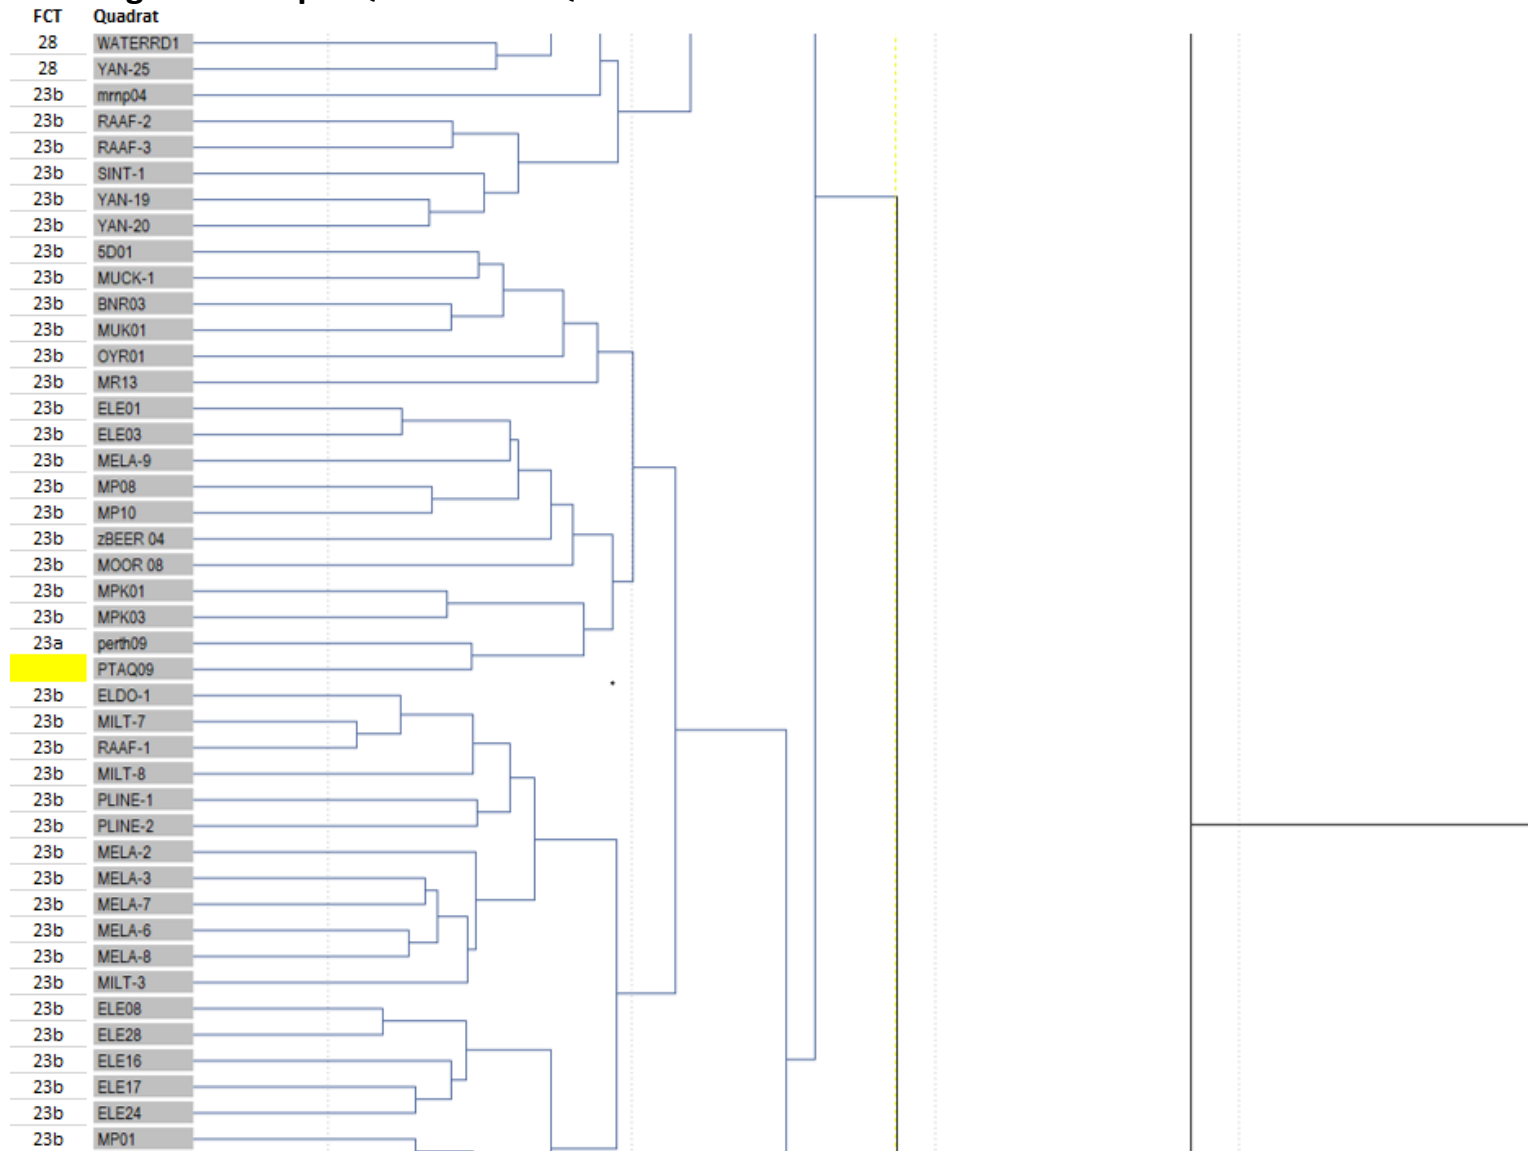 FCT Quadrat
28 WATERRD1
28 YAN-25
23b mrnp04
23b RAAF-2
23b RAAF-3
23b SINT-1
23b YAN-19
23b YAN-20
23b 5D01
23b MUCK-1
23b BNR03
23b MUK01
23b OYR01
23b MR13
23b ELE01
23b ELE03
23b MELA-9
23b MP08
23b MP10
23b zBEER 04
23b MOOR 08
23b MPK01
23b MPK03
23a perth09
PTAQ09
23b ELDO-1
23b MILT-7
23b RAAF-1
23b MILT-8
23b PLINE-1
23b PLINE-2
23b MELA-2
23b MELA-3
23b MELA-7
23b MELA-6
23b MELA-8
23b MILT-3
23b ELE08
23b ELE28
23b ELE16
23b ELE17
23b ELE24
23b MP01